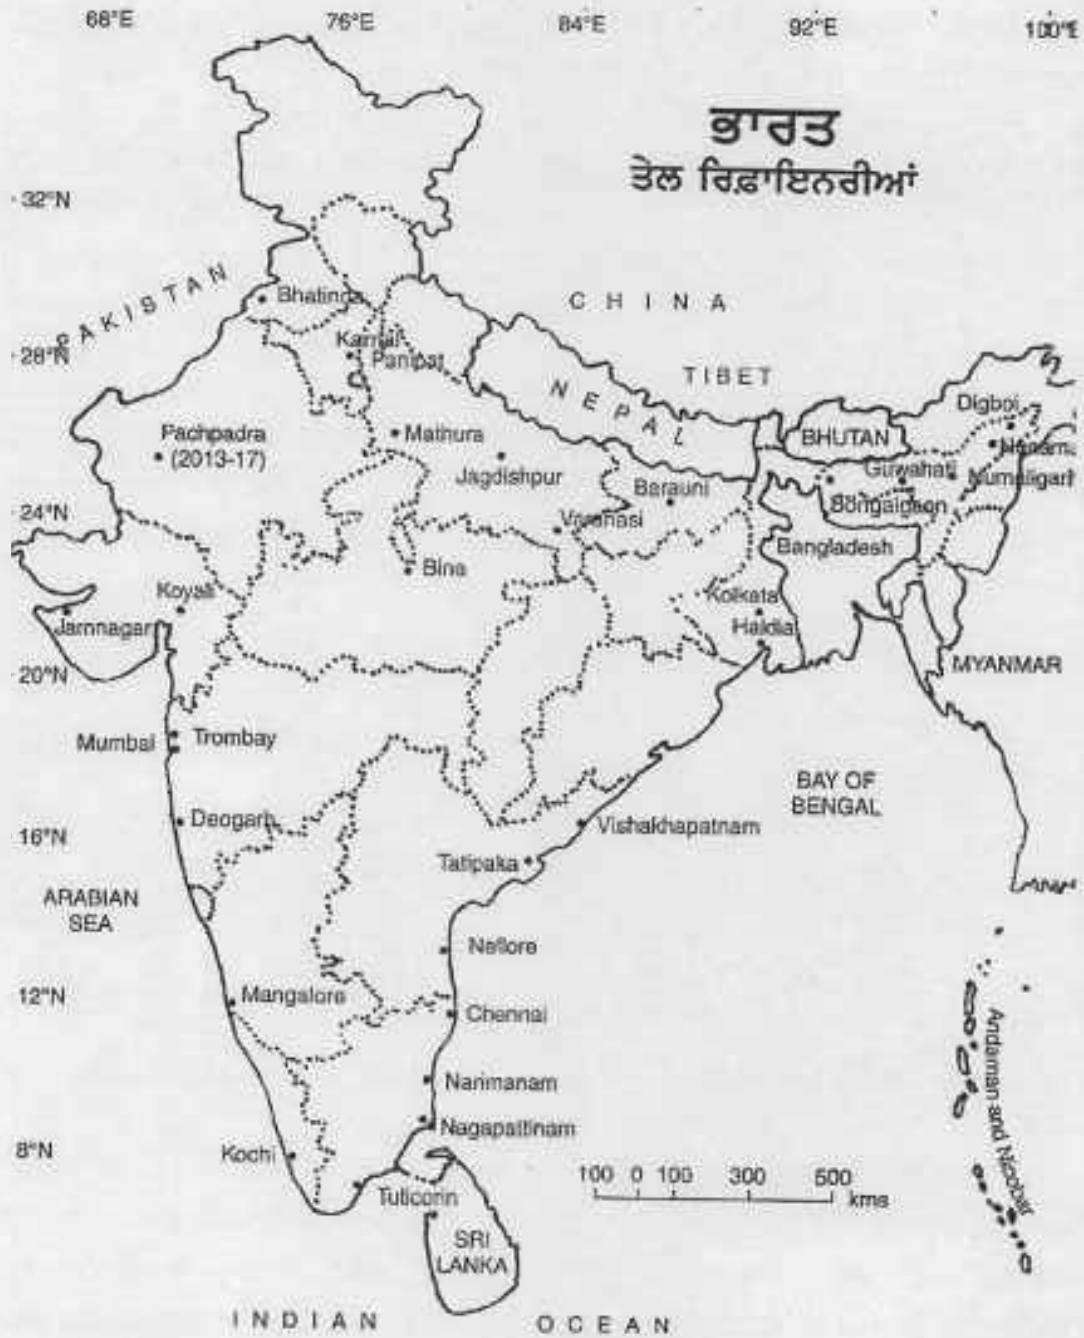 68°E 76°E 84°E 92°E 100°E
ਭਾਰਤ
ਤੇਲ ਰਿਫ਼ਾਇਨਰੀਆਂ
32°N
PAKISTAN
Bhatinda
CHINA
Karnal
28°N
Panipat
TIBET
NEPAL
Digboi
Pachpadra
(2013-17)
Mathura
BHUTAN
Jagdishpur
Guwahati
Numaligarh
Barauni
Bongaigaon
24°N
Bangladesh
Bina
Koyali
Kolkata
Jamnagar
Haldia
20°N
MYANMAR
Mumbai
Trombay
BAY OF
BENGAL
Deogarh
Vishakhapatnam
16°N
Tatipaka
ARABIAN
SEA
Nellore
12°N
Mangalore
Chennai
Andaman and Nicobar
Narimanam
Nagapattinam
8°N
Kochi
Tuticorin
100 0 100 300 500
kms
SRI
LANKA
INDIAN OCEAN